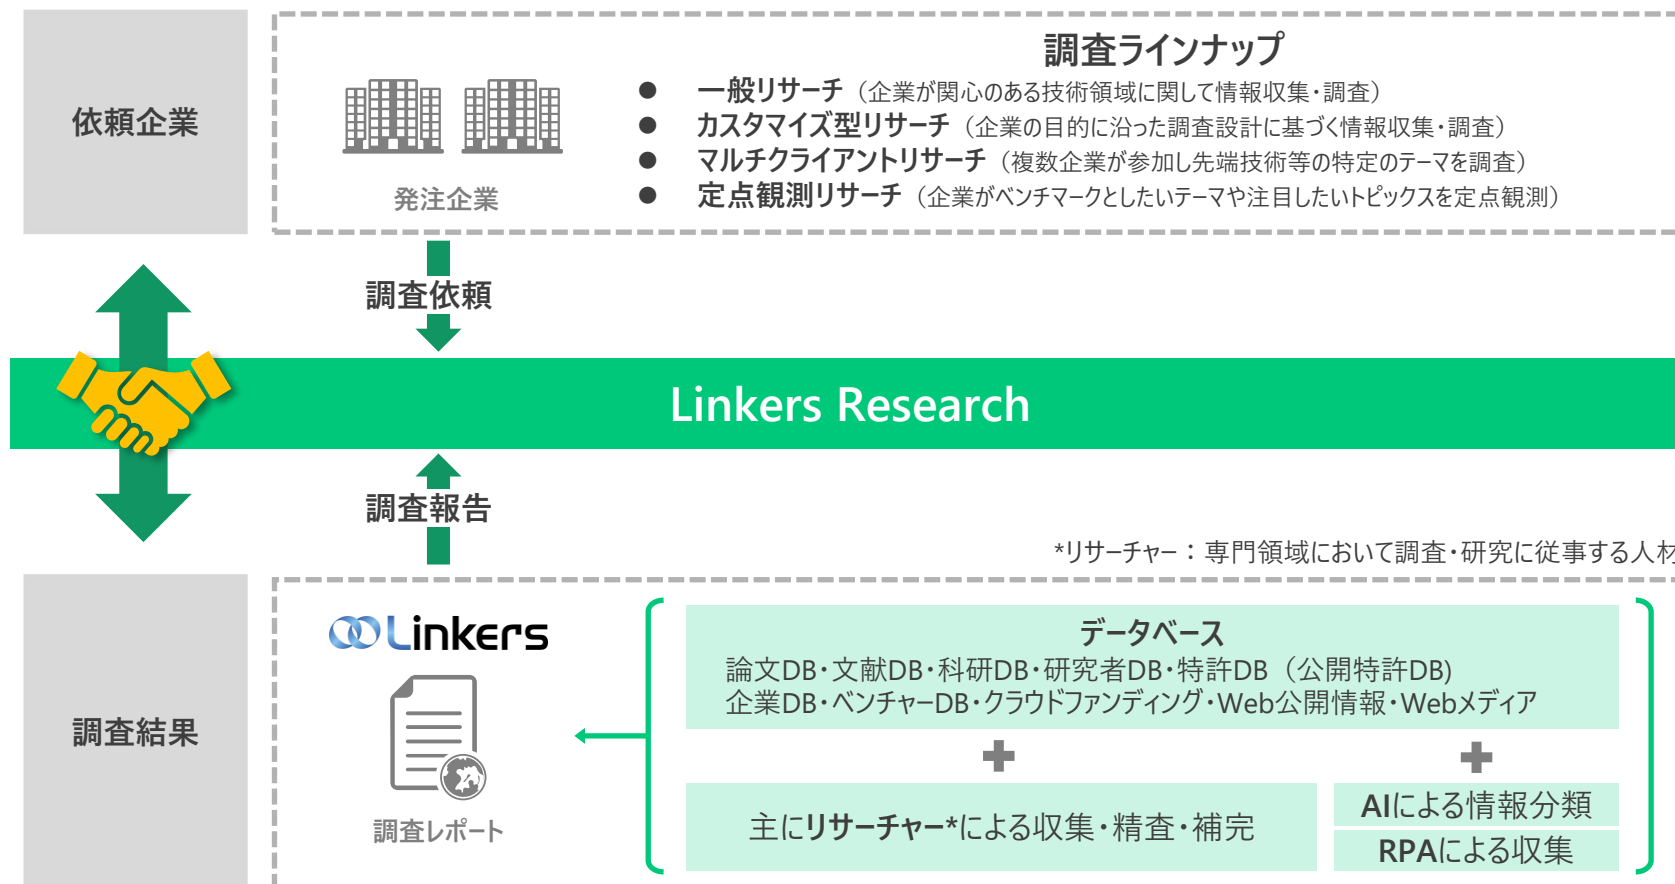 依頼企業
発注企業
調査ラインナップ
● 一般リサーチ（企業が関心のある技術領域に関して情報収集・調査）
● カスタマイズ型リサーチ（企業の目的に沿った調査設計に基づく情報収集・調査）
● マルチクライアントリサーチ（複数企業が参加し先端技術等の特定のテーマを調査）
● 定点観測リサーチ（企業がベンチマークとしたいテーマや注目したいトピックスを定点観測）
調査依頼
Linkers Research
調査報告
*リサーチャー：専門領域において調査・研究に従事する人材
調査結果
Linkers
調査レポート
データベース
論文DB・文献DB・科研DB・研究者DB・特許DB（公開特許DB)
企業DB・ベンチャーDB・クラウドファンディング・Web公開情報・Webメディア
主にリサーチャー*による収集・精査・補完
AIによる情報分類
RPAによる収集